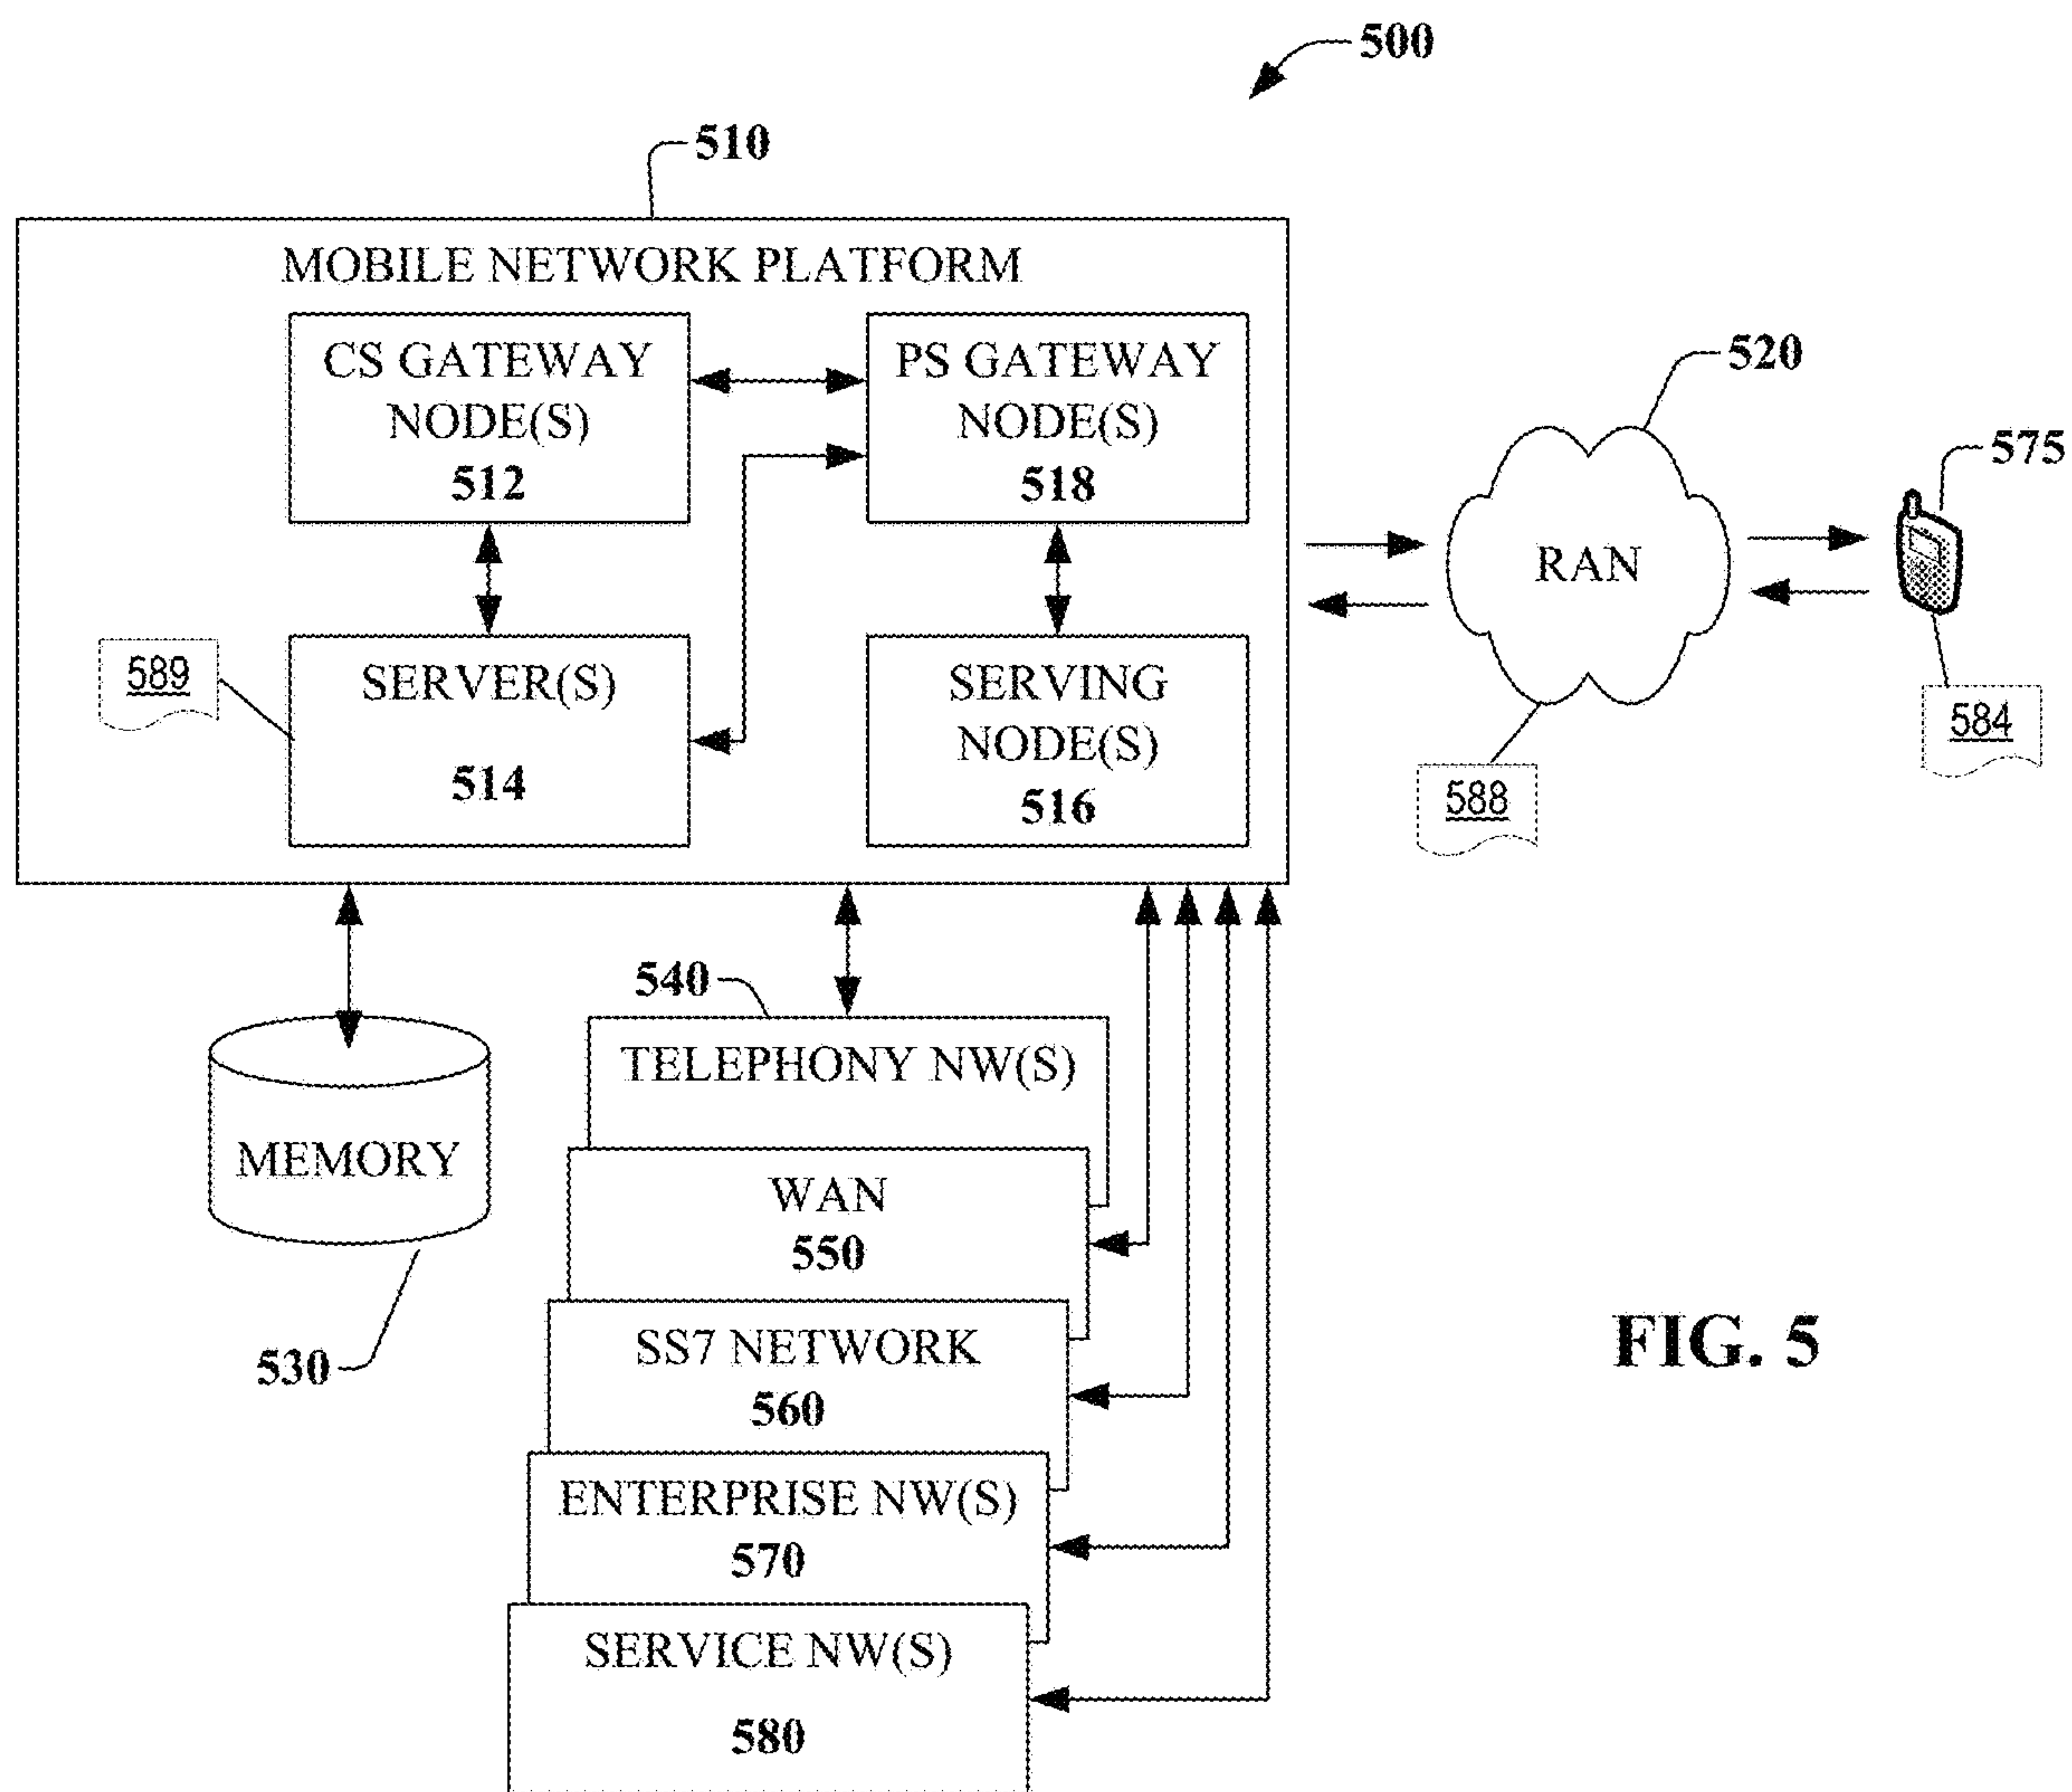 500
510
MOBILE NETWORK PLATFORM
CS GATEWAY
NODE(S)
512
PS GATEWAY
NODE(S)
518
520
575
RAN
589
SERVER(S)
514
SERVING
NODE(S)
516
584
588
540
TELEPHONY NW(S)
MEMORY
WAN
550
530
SS7 NETWORK
560
FIG. 5
ENTERPRISE NW(S)
570
SERVICE NW(S)
580